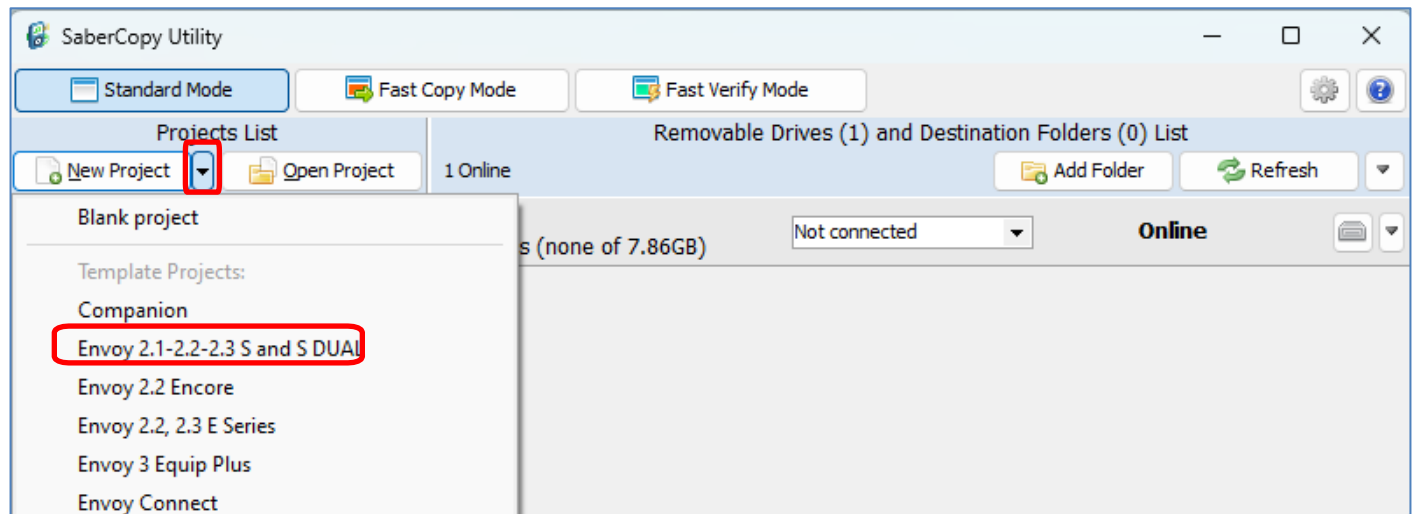 SaberCopy Utility
Standard Mode
Fast Copy Mode
Fast Verify Mode
Projects List
Removable Drives (1) and Destination Folders (0) List
New Project
Open Project
1 Online
Add Folder
Refresh
Blank project
s (none of 7.86GB)
Not connected
Online
Template Projects:
Companion
Envoy 2.1-2.2-2.3 S and S DUAL
Envoy 2.2 Encore
Envoy 2.2, 2.3 E Series
Envoy 3 Equip Plus
Envoy Connect